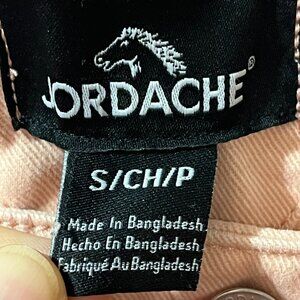 JORDACHE®
S/CH/P
Made In Bangladesh
Hecho En Bangladesh
Fabriqué Au Bangladesh